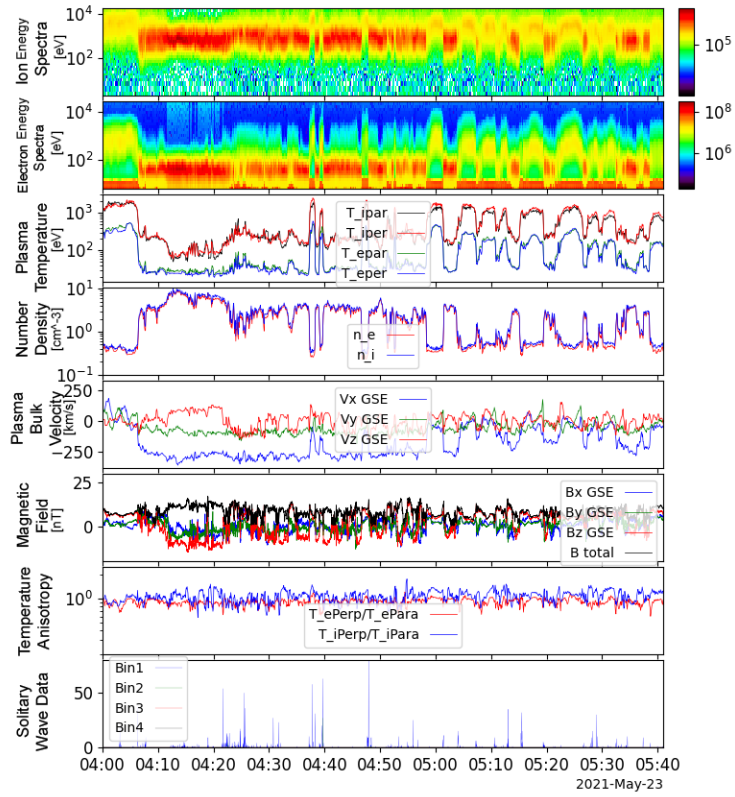 Ion Energy
Spectra
[eV]
10⁴
10²
10⁵
Electron Energy
Spectra
[eV]
10⁴
10²
10⁸
10⁶
Plasma
Temperature
[eV]
10³
10²
T_ipar
T_iper
T_epar
T_eper
Number
Density
[cm^-3]
10¹
10⁰
10⁻¹
n_e
n_i
Plasma
Bulk
Velocity
[km/s]
250
0
−250
Vx GSE
Vy GSE
Vz GSE
Magnetic
Field
[nT]
25
0
Bx GSE
By GSE
Bz GSE
B total
Temperature
Anisotropy
10⁰
T_ePerp/T_ePara
T_iPerp/T_iPara
Solitary
Wave Data
50
0
Bin1
Bin2
Bin3
Bin4
04:00 04:10 04:20 04:30 04:40 04:50 05:00 05:10 05:20 05:30 05:40
2021-May-23